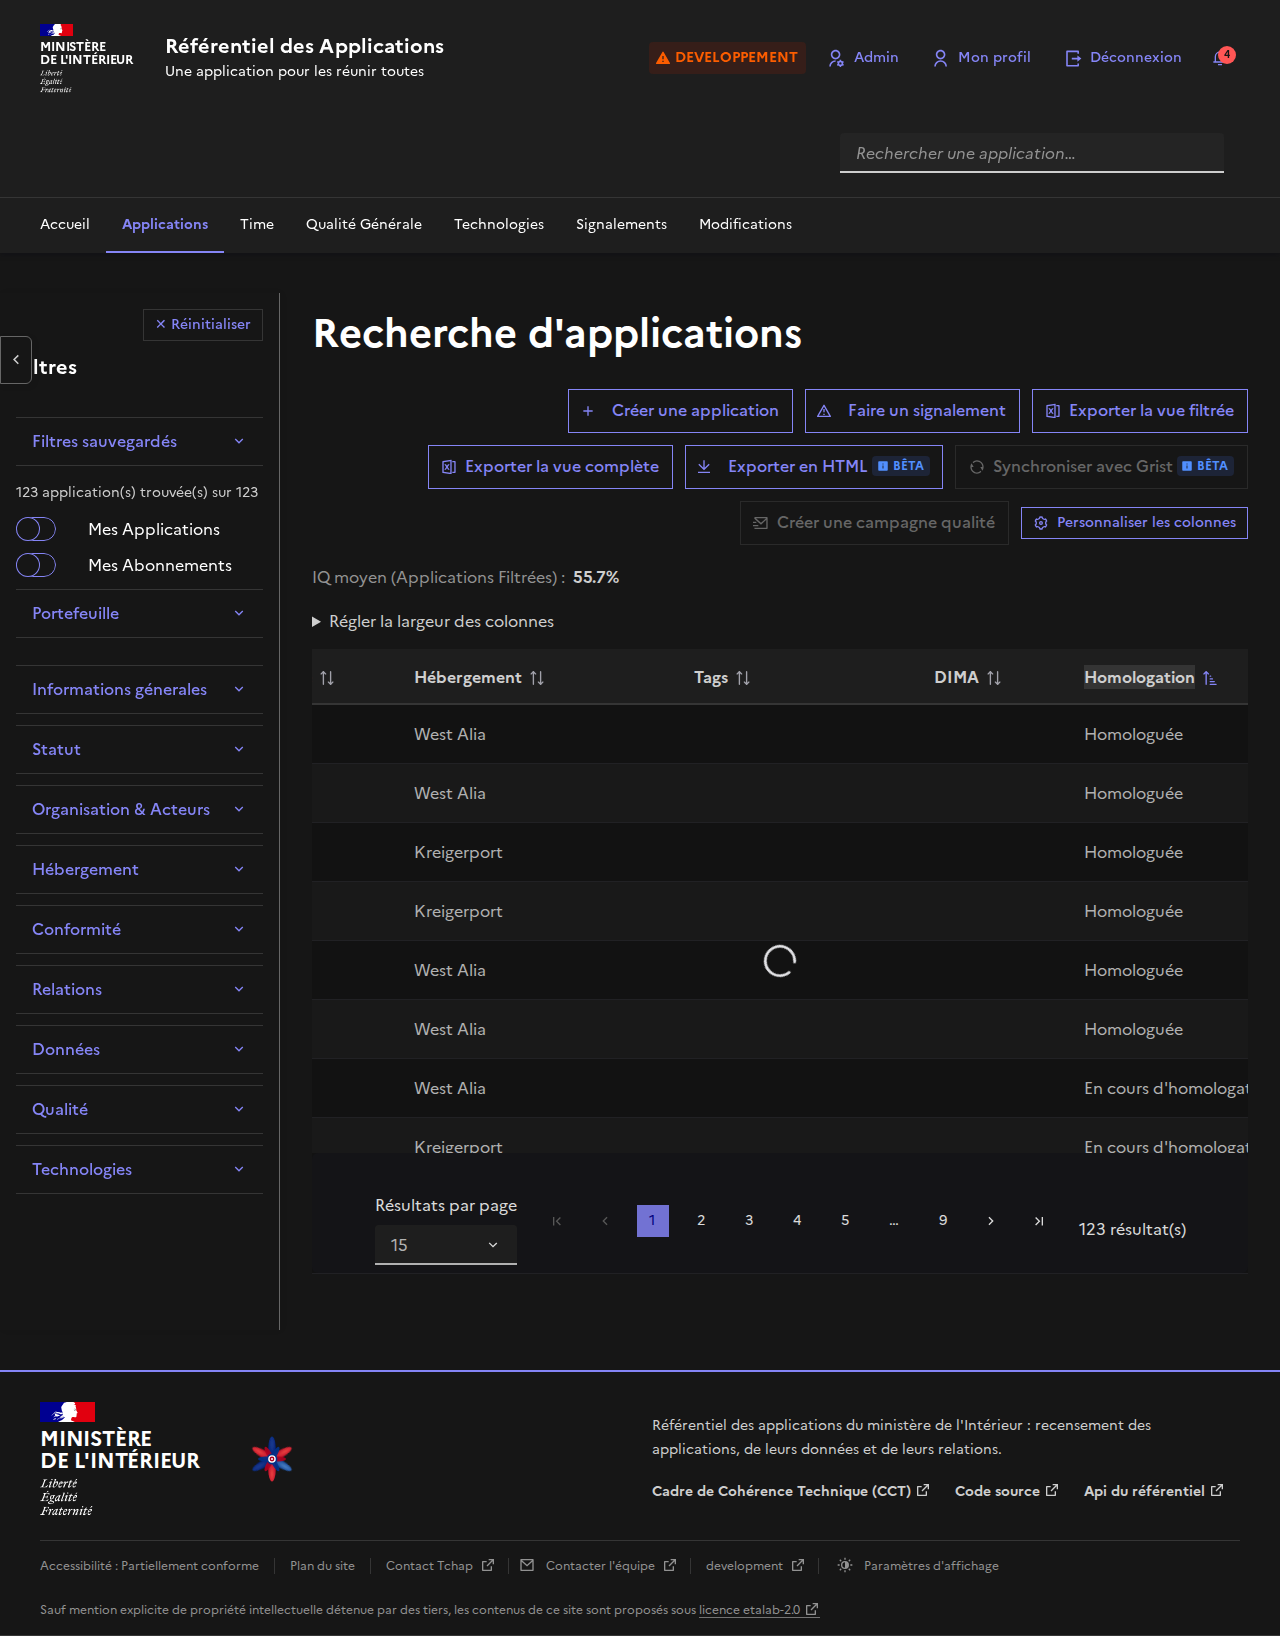 MINISTÈRE
DE L'INTÉRIEUR
Liberté
Égalité
Fraternité
Référentiel des Applications
Une application pour les réunir toutes
DEVELOPPEMENT
Admin
Mon profil
Déconnexion
4
Rechercher une application…
Accueil
Applications
Time
Qualité Générale
Technologies
Signalements
Modifications
Réinitialiser
ltres
Filtres sauvegardés
123 application(s) trouvée(s) sur 123
Mes Applications
Mes Abonnements
Portefeuille
Informations génerales
Statut
Organisation & Acteurs
Hébergement
Conformité
Relations
Données
Qualité
Technologies
Recherche d'applications
Créer une application
Faire un signalement
Exporter la vue filtrée
Exporter la vue complète
Exporter en HTML BÊTA
Synchroniser avec Grist BÊTA
Créer une campagne qualité
Personnaliser les colonnes
IQ moyen (Applications Filtrées) : 55.7%
Régler la largeur des colonnes
Hébergement Tags DIMA Homologation
West Alia Homologuée
West Alia Homologuée
Kreigerport Homologuée
Kreigerport Homologuée
West Alia Homologuée
West Alia Homologuée
West Alia En cours d'homologat
Kreigerport En cours d'homologat
Résultats par page
15
1 2 3 4 5 … 9
123 résultat(s)
MINISTÈRE
DE L'INTÉRIEUR
Liberté
Égalité
Fraternité
Référentiel des applications du ministère de l'Intérieur : recensement des
applications, de leurs données et de leurs relations.
Cadre de Cohérence Technique (CCT)
Code source
Api du référentiel
Accessibilité : Partiellement conforme
Plan du site
Contact Tchap
Contacter l'équipe
development
Paramètres d'affichage
Sauf mention explicite de propriété intellectuelle détenue par des tiers, les contenus de ce site sont proposés sous licence etalab-2.0